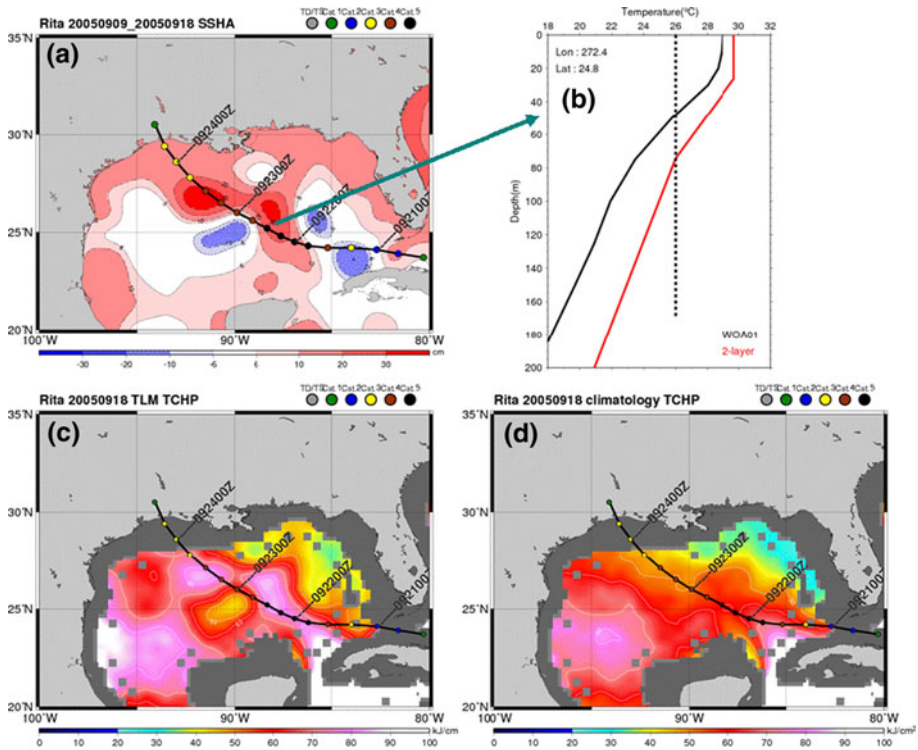 Rita 20050909_20050918 SSHA
TD/TS Cat.1 Cat.2 Cat.3 Cat.4 Cat.5
35°N
30°N
25°N
20°N
100°W
90°W
80°W
(a)
092400Z
092300Z
092200Z
092100Z
-30 -20 -10 -6 6 10 20 30 cm
Temperature(°C)
18 20 22 24 26 28 30 32
Lon : 272.4
Lat : 24.8
(b)
Depth(m)
0
20
40
60
80
100
120
140
160
180
200
WOA01
2-layer
Rita 20050918 TLM TCHP
TD/TS Cat.1 Cat.2 Cat.3 Cat.4 Cat.5
35°N
30°N
25°N
20°N
100°W
90°W
80°W
(c)
092400Z
092300Z
092200Z
092100
0 10 20 30 40 50 60 70 80 90 100
kJ/cm
Rita 20050918 climatology TCHP
TD/TS Cat.1 Cat.2 Cat.3 Cat.4 Cat.5
35°N
30°N
25°N
20°N
100°W
90°W
80°W
(d)
092400Z
092300Z
092200Z
092100
0 10 20 30 40 50 60 70 80 90 100
kJ/cm²